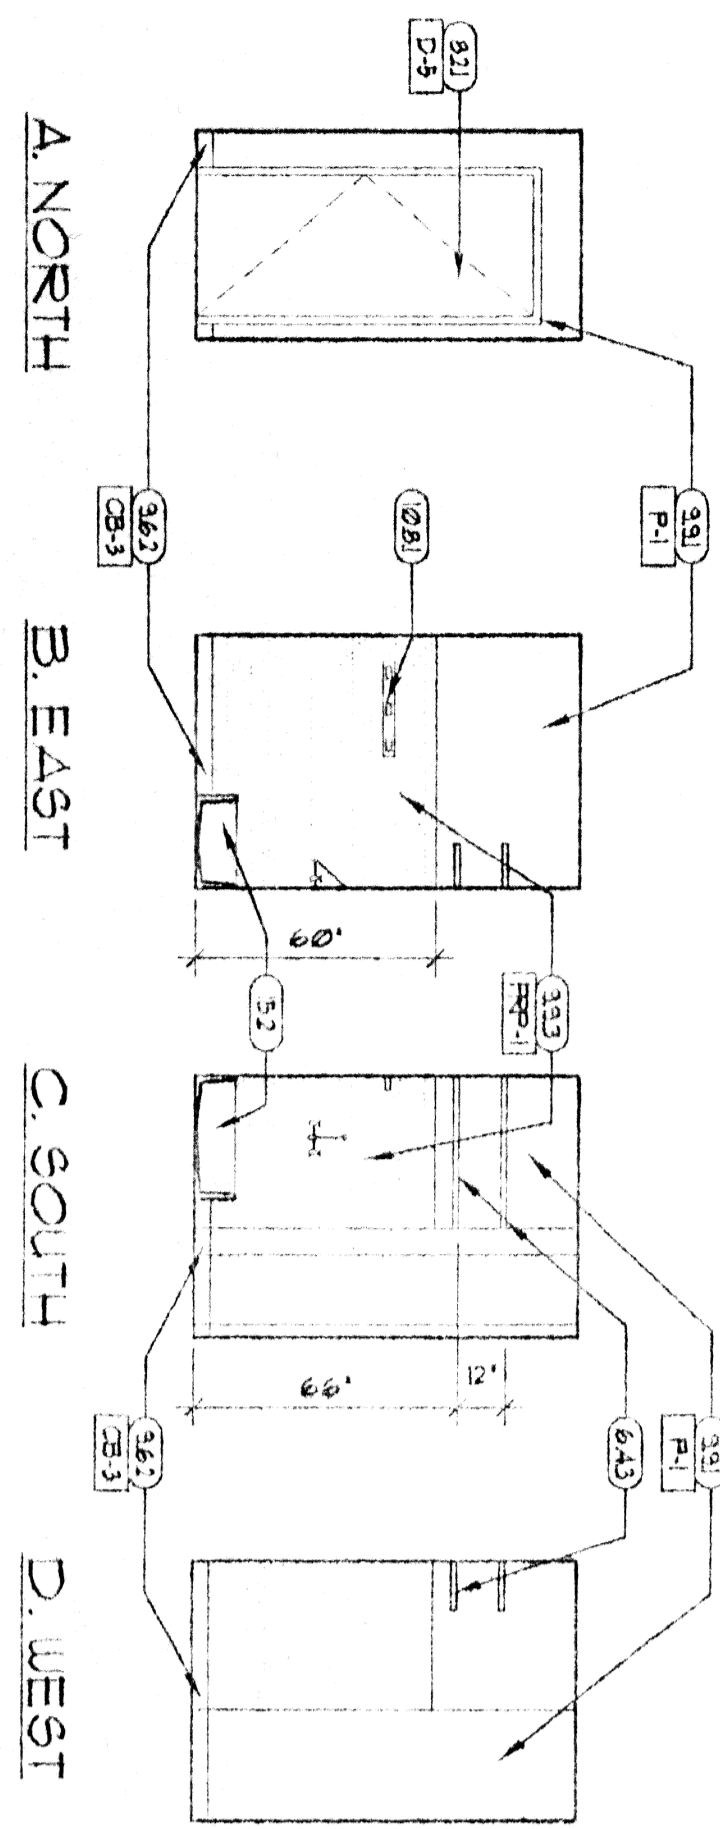 8.2.1
D-5
9.9.1
P-1
10.8.1
9.6.2
CB-3
A. NORTH
B. EAST
60"
9.9.3
FRP-1
15.2
C. SOUTH
12"
66"
9.9.1
P-1
6.4.3
9.6.2
CB-3
D. WEST